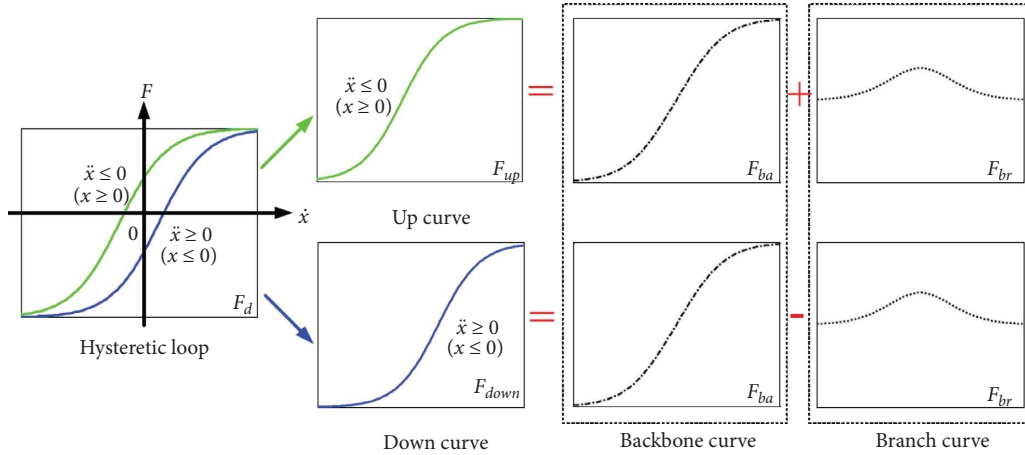 F
ẍ ≤ 0
(x ≥ 0)
0
ẋ
ẍ ≥ 0
(x ≤ 0)
F_d
Hysteretic loop
ẍ ≤ 0
(x ≥ 0)
F_up
Up curve
=
F_ba
+
F_br
ẍ ≥ 0
(x ≤ 0)
F_down
Down curve
=
F_ba
Backbone curve
-
F_br
Branch curve